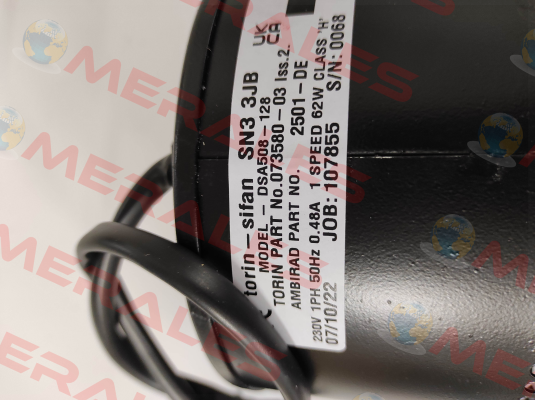 torin-sifan SN3 3JB
UK
CA
MODEL - DSA508-128
TORIN PART No.073580-03 Iss.2.
AMBIRAD PART NO. 2501-DE
230V 1PH 50Hz 0.48A 1 SPEED 62W CLASS 'H'
JOB: 107855
07/10/22
S/N: 0068
MERALES
MERALES
MERALES